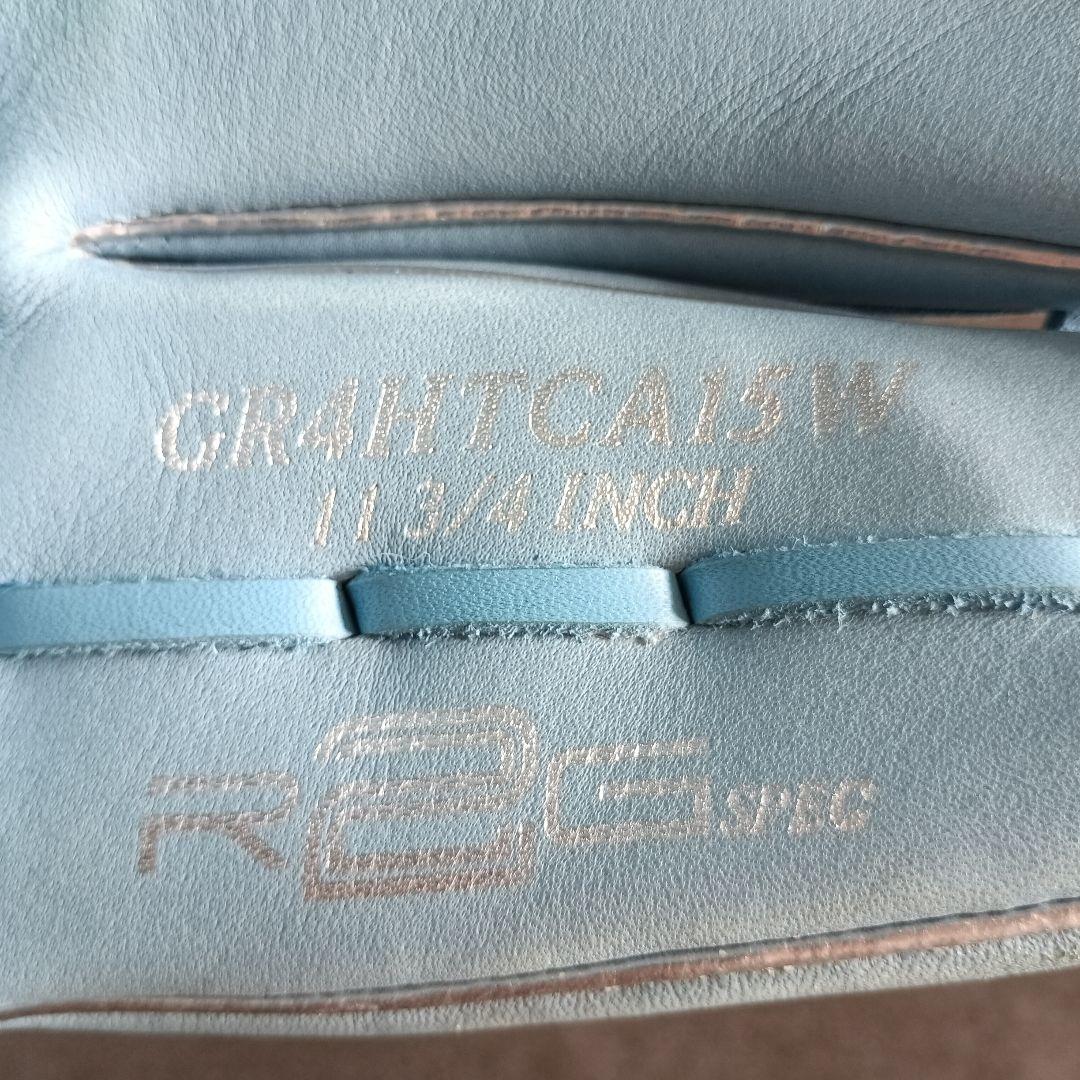 GR4HTCA15W
11 3/4 INCH
R2G SPEC